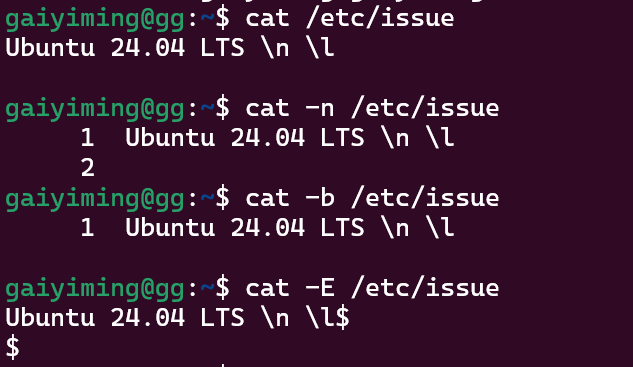 gaiyiming@gg:~$ cat /etc/issue
Ubuntu 24.04 LTS \n \l
gaiyiming@gg:~$ cat -n /etc/issue
1 Ubuntu 24.04 LTS \n \l
2
gaiyiming@gg:~$ cat -b /etc/issue
1 Ubuntu 24.04 LTS \n \l
gaiyiming@gg:~$ cat -E /etc/issue
Ubuntu 24.04 LTS \n \l$
$